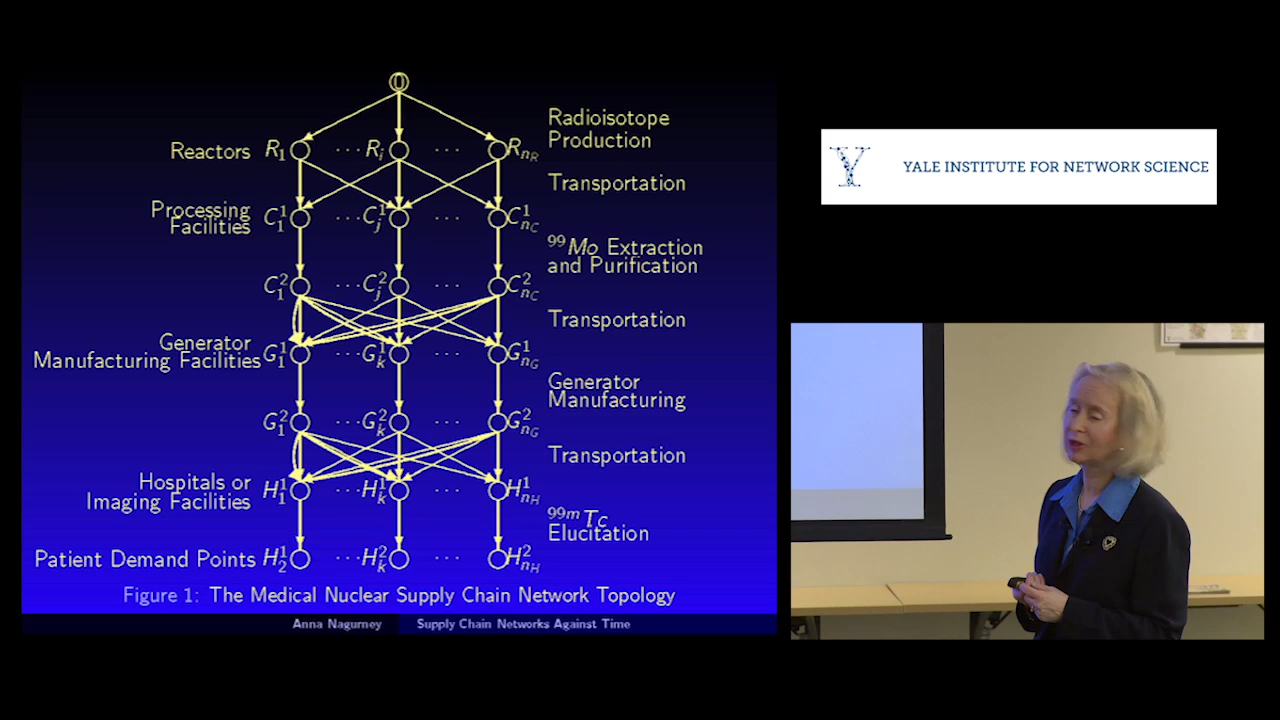 0
Radioisotope
Production
Reactors R₁ ···R_i ··· R_{n_R}
Transportation
Processing
Facilities C₁¹ ···C_j¹ ··· C_{n_C}¹
⁹⁹Mo Extraction
and Purification
C₁² ···C_j² ··· C_{n_C}²
Transportation
Generator
Manufacturing Facilities G₁¹ ···G_k¹ ··· G_{n_G}¹
Generator
Manufacturing
G₁² ···G_k² ··· G_{n_G}²
Transportation
Hospitals or
Imaging Facilities H₁¹ ···H_k¹ ··· H_{n_H}¹
⁹⁹ᵐTc
Elucitation
Patient Demand Points H₂¹ ···H_k² ··· H_{n_H}²
Figure 1: The Medical Nuclear Supply Chain Network Topology
Anna Nagurney Supply Chain Networks Against Time
Y YALE INSTITUTE FOR NETWORK SCIENCE